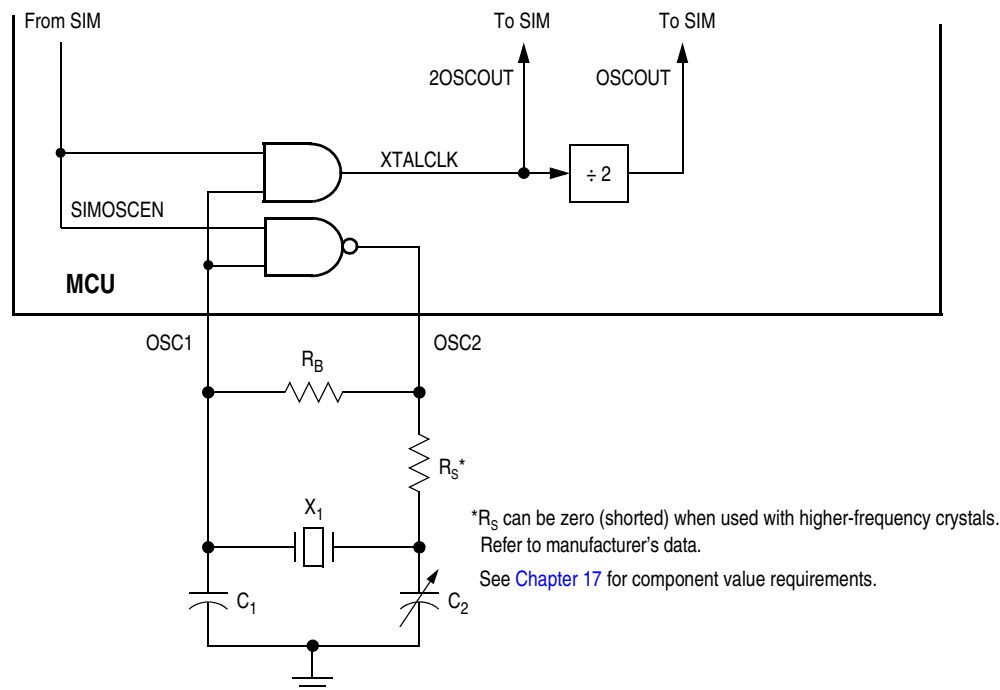 From SIM
To SIM
To SIM
2OSCOUT
OSCOUT
XTALCLK
÷ 2
SIMOSCEN
MCU
OSC1
OSC2
RB
RS*
X1
*RS can be zero (shorted) when used with higher-frequency crystals.
Refer to manufacturer's data.
See Chapter 17 for component value requirements.
C1
C2